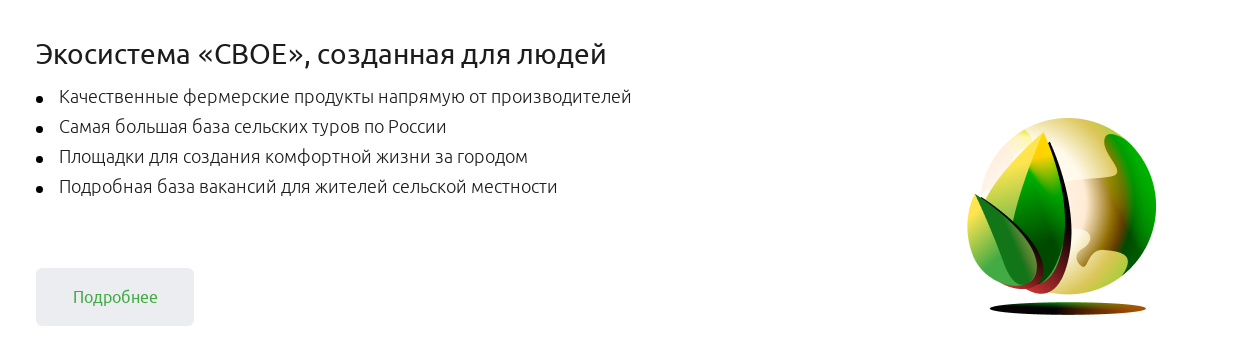 Экосистема «СВОЕ», созданная для людей
Качественные фермерские продукты напрямую от производителей
Самая большая база сельских туров по России
Площадки для создания комфортной жизни за городом
Подробная база вакансий для жителей сельской местности
Подробнее